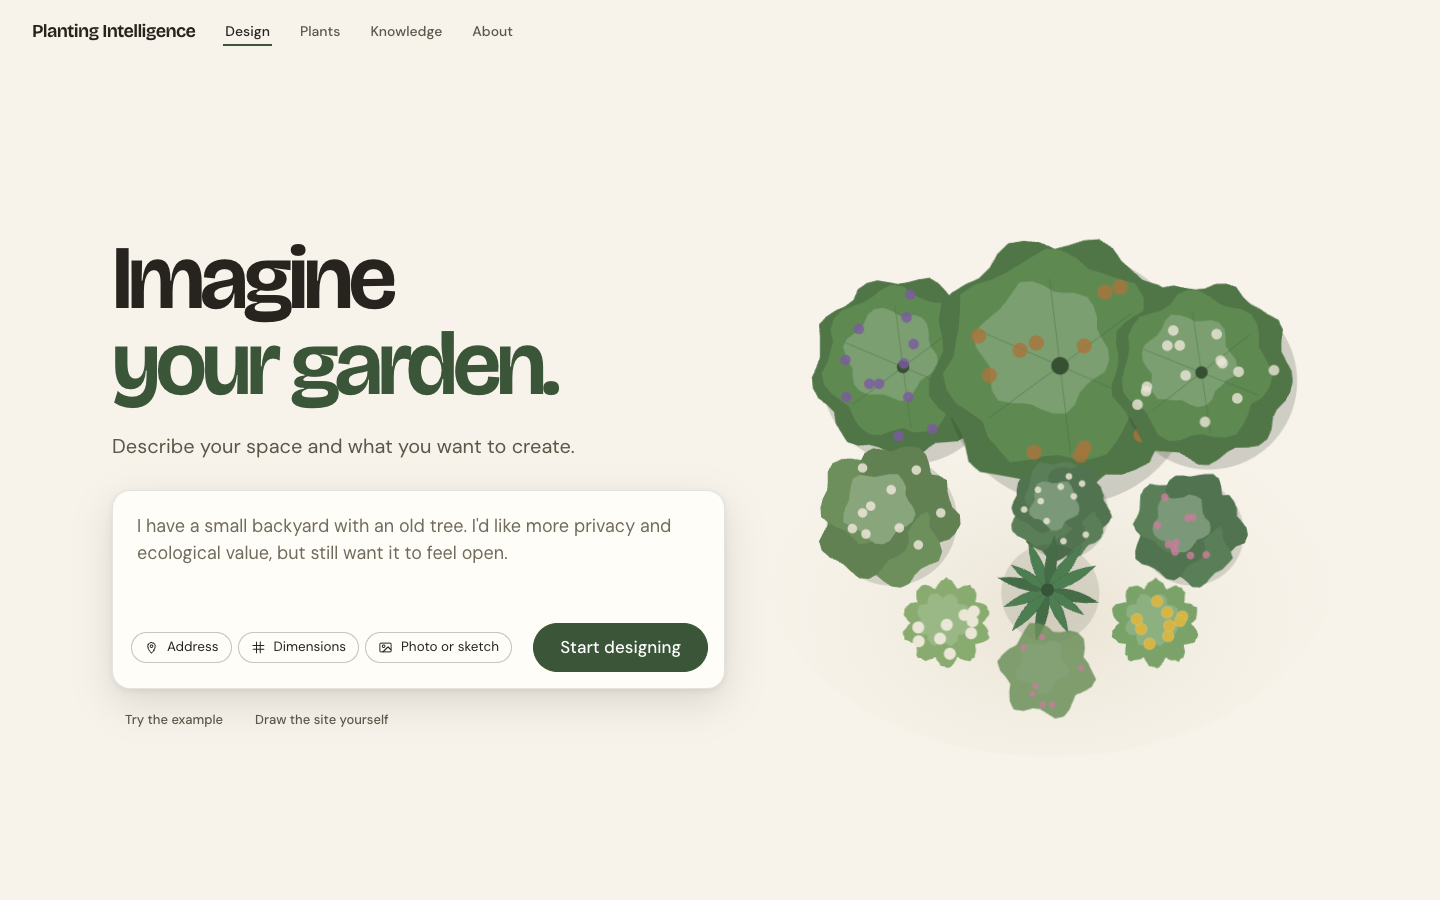 Planting Intelligence
Design
Plants
Knowledge
About
Imagine
your garden.
Describe your space and what you want to create.
I have a small backyard with an old tree. I'd like more privacy and
ecological value, but still want it to feel open.
Address
Dimensions
Photo or sketch
Start designing
Try the example
Draw the site yourself